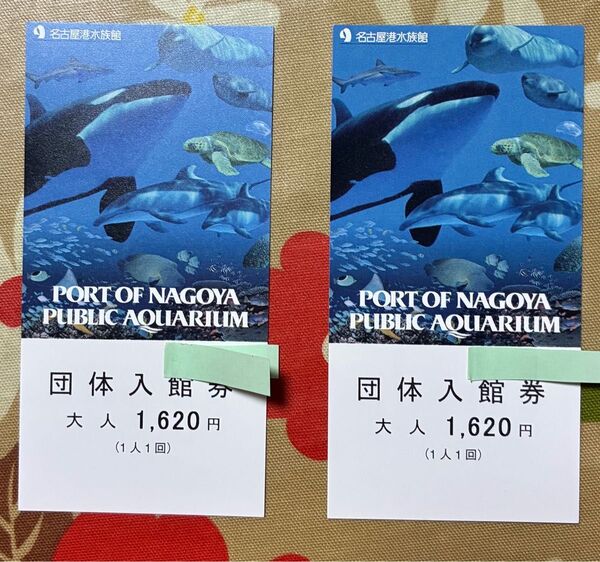 名古屋港水族館
PORT OF NAGOYA
PUBLIC AQUARIUM
団体入館券
大人 1,620円
(1人1回)
名古屋港水族館
PORT OF NAGOYA
PUBLIC AQUARIUM
団体入館券
大人 1,620円
(1人1回)